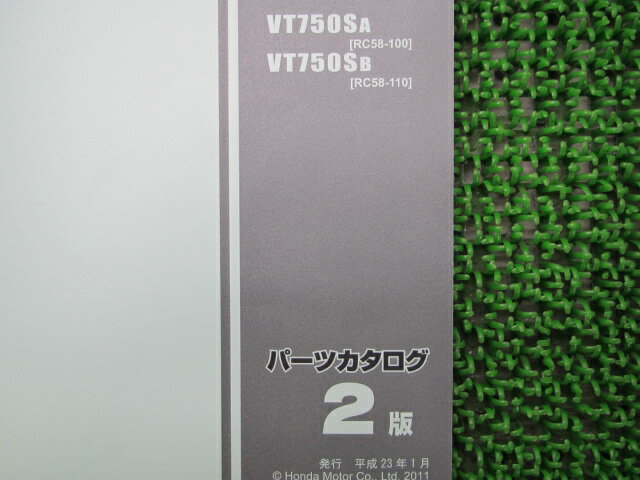 VT750SA
[RC58-100]
VT750SB
[RC58-110]
パーツカタログ
2版
発行 平成23年1月
© Honda Motor Co., Ltd. 2011